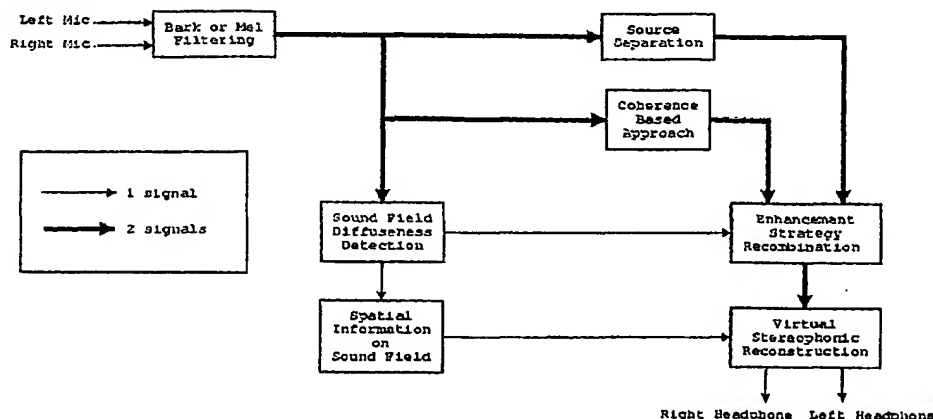 Left Mic.
Right Mic.
Bark or Mel
Filtering
Source
Separation
Coherence
Based
Approach
1 signal
2 signals
Sound Field
Diffuseness
Detection
Enhancement
Strategy
Recombination
Spatial
Information
on
Sound Field
Virtual
Stereophonic
Reconstruction
Right Headphone
Left Headphone